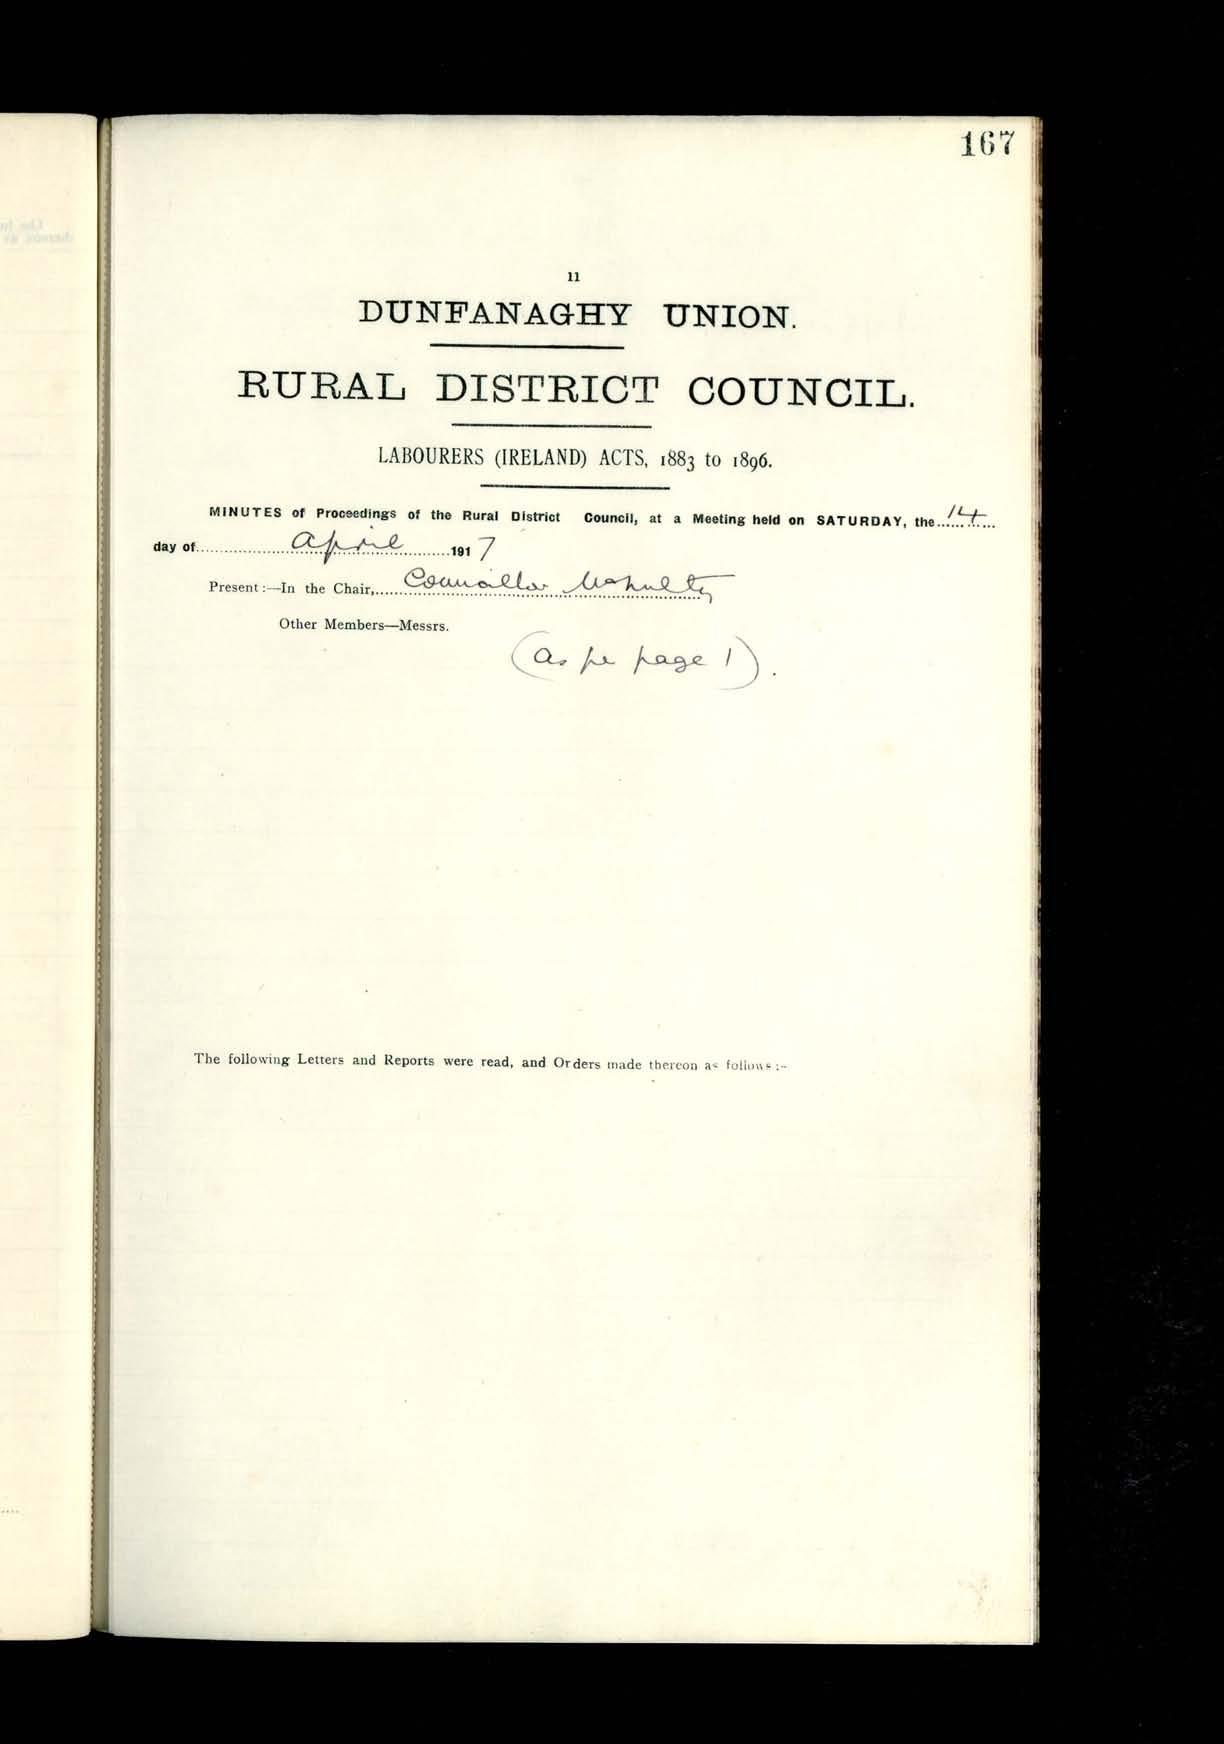 167
11
DUNFANAGHY UNION.
RURAL DISTRICT COUNCIL.
LABOURERS (IRELAND) ACTS, 1883 to 1896.
MINUTES of Proceedings of the Rural District Council, at a Meeting held on SATURDAY, the 14
day of April 1917
Present:—In the Chair, Councillor McNulty
Other Members—Messrs.
(as per page 1).
The following Letters and Reports were read, and Orders made thereon as follows:-